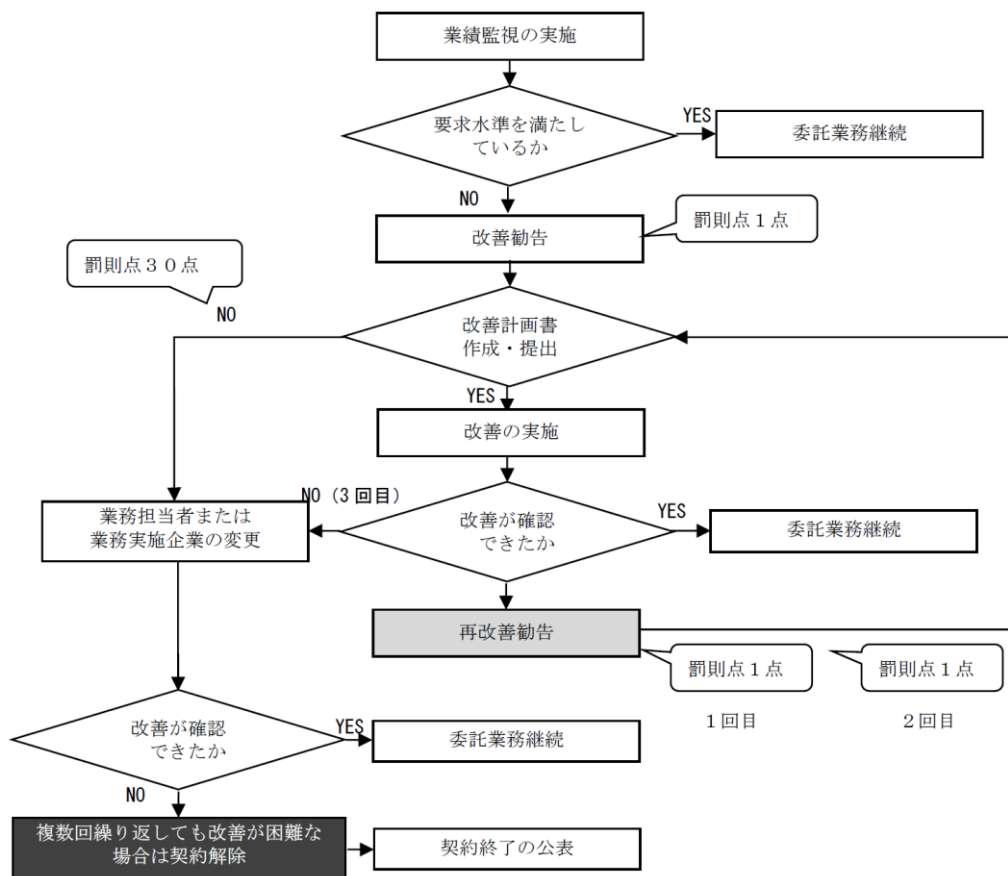 業績監視の実施
要求水準を満たし
ているか
YES
委託業務継続
NO
改善勧告
罰則点1点
罰則点30点
NO
改善計画書
作成・提出
YES
改善の実施
NO(3回目)
業務担当者または
業務実施企業の変更
改善が確認
できたか
YES
委託業務継続
再改善勧告
罰則点1点
罰則点1点
1回目
2回目
改善が確認
できたか
YES
委託業務継続
NO
複数回繰り返しても改善が困難な
場合は契約解除
契約終了の公表